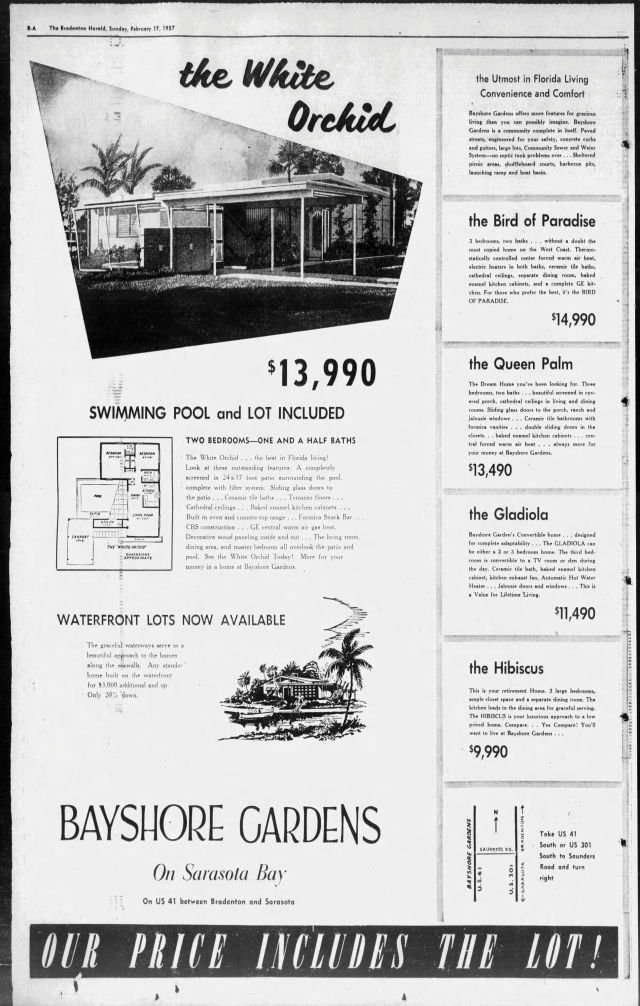 8-A The Bradenton Herald, Sunday, February 17, 1957
the White
Orchid
$13,990
SWIMMING POOL and LOT INCLUDED
TWO BEDROOMS—ONE AND A HALF BATHS
The White Orchid . . . the best in Florida living!
Look at these outstanding features: A completely
screened in 24x17 foot patio surrounding the pool,
complete with filter system. Sliding glass doors to
the patio . . . Ceramic tile baths . . . Terrazzo floors . . .
Cathedral ceilings . . . Baked enamel kitchen cabinets . . .
Built in oven and counter-top range . . . Formica Snack Bar . . .
CBS construction . . . GE central warm air gas heat,
Decorative wood paneling inside and out . . . The living room,
dining area, and master bedroom all overlook the patio and
pool. See the White Orchid Today! More for your
money in a home at Bayshore Gardens.
BEDROOM
BEDROOM
BATH
POOL
KITCHEN
DINING
PATIO
LIVING ROOM
UTILITY
CARPORT
THE "WHITE ORCHID"
DIMENSIONS
APPROXIMATE
WATERFRONT LOTS NOW AVAILABLE
The graceful waterways serve as a
beautiful approach to the homes
along the seawalls. Any standar
home built on the waterfront
for $3,000 additional and up.
Only 20% down.
BAYSHORE GARDENS
On Sarasota Bay
On US 41 between Bradenton and Sarasota
the Utmost in Florida Living
Convenience and Comfort
Bayshore Gardens offers more features for gracious
living than you can possibly imagine. Bayshore
Gardens is a community complete in itself. Paved
streets, engineered for your safety, concrete curbs
and gutters, large lots, Community Sewer and Water
System—no septic tank problems ever . . . Sheltered
picnic areas, shuffleboard courts, barbecue pits,
launching ramp and boat basin.
the Bird of Paradise
3 bedrooms, two baths . . . without a doubt the
most copied home on the West Coast. Thermo-
statically controlled center forced warm air heat,
electric heaters in both baths, ceramic tile baths,
cathedral ceilings, separate dining room, baked
enamel kitchen cabinets, and a complete GE kit-
chen. For those who prefer the best, it's the BIRD
OF PARADISE.
$14,990
the Queen Palm
The Dream Home you've been looking for. Three
bedrooms, two baths . . . beautiful screened in cov-
ered porch, cathedral ceilings in living and dining
rooms. Sliding glass doors to the porch, ranch and
jalousie windows . . . Ceramic tile bathrooms with
formica vanities . . . double sliding doors in the
closets . . baked enamel kitchen cabinets . . . cen-
tral forced warm air heat . . . always more for
your money at Bayshore Gardens.
$13,490
the Gladiola
Bayshore Garden's Convertible home . . . designed
for complete adaptability . . . The GLADIOLA can
be either a 2 or 3 bedroom home. The third bed-
room is convertible to a TV room or den during
the day. Ceramic tile bath, baked enamel kitchen
cabinet, kitchen exhaust fan, Automatic Hot Water
Heater . . . Jalousie doors and windows . . . This is
a Value for Lifetime Living.
$11,490
the Hibiscus
This is your retirement Home. 3 large bedrooms,
ample closet space and a separate dining room. The
kitchen leads to the dining area for graceful serving.
The HIBISCUS is your luxurious approach to a low
priced home. Compare. . . Yes Compare! You'll
want to live at Bayshore Gardens . . .
$9,990
BAYSHORE GARDENS
U.S. 41
N
SAUNDERS RD.
U.S. 301
SARASOTA
BRADENTON
Take US 41
South or US 301
South to Saunders
Road and turn
right
OUR PRICE INCLUDES THE LOT!